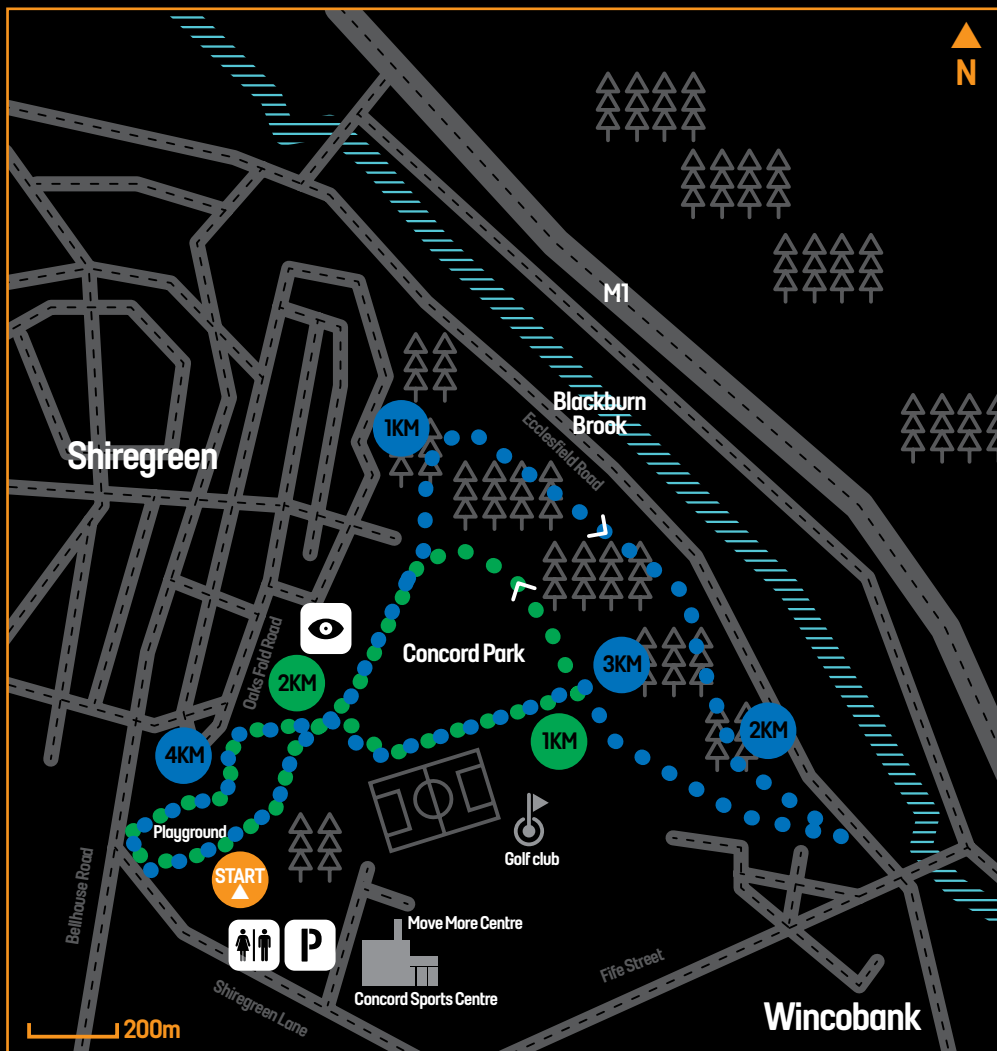 N
M1
Blackburn
Brook
Ecclesfield Road
1KM
Shiregreen
Oaks Fold Road
Concord Park
2KM
3KM
2KM
1KM
4KM
Playground
START
Golf club
Bellhouse Road
P
Move More Centre
Concord Sports Centre
Shiregreen Lane
Fife Street
Wincobank
200m